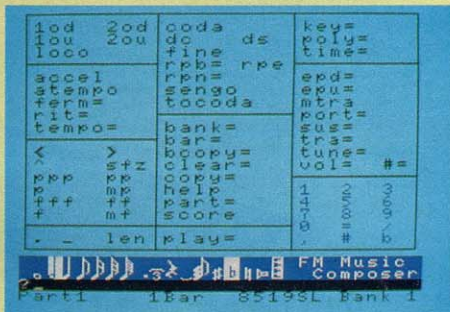 iod 2od
iou 2ou
loco
accel
atempo
ferm=
rit=
tempo=
< >
^ sfz
ppp pp
p mp
fff ff
f mf
. _ len
coda
dc ds
fine
rpb= rpe
rpn=
sengo
tocoda
bank=
bar=
bcopy=
clear=
copy=
help
part=
score
play=
key=
poly=
time=
epd=
epu=
mtra
port=
sus=
tra=
tune=
vol= #=
1 2 3
4 5 6
7 8 9
0 = /
, # b
FM Music
Composer
Part1 1Bar 8519SL Bank 1